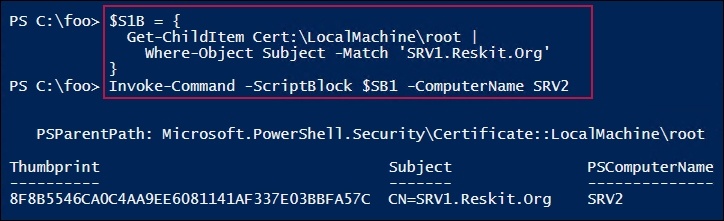 PS C:\foo> $S1B = {
Get-ChildItem Cert:\LocalMachine\root |
Where-Object Subject -Match 'SRV1.Reskit.Org'
}
PS C:\foo> Invoke-Command -ScriptBlock $SB1 -ComputerName SRV2
PSParentPath: Microsoft.PowerShell.Security\Certificate::LocalMachine\root
Thumbprint Subject PSComputerName
---------- ------- --------------
8F8B5546CA0C4AA9EE6081141AF337E03BBFA57C CN=SRV1.Reskit.Org SRV2